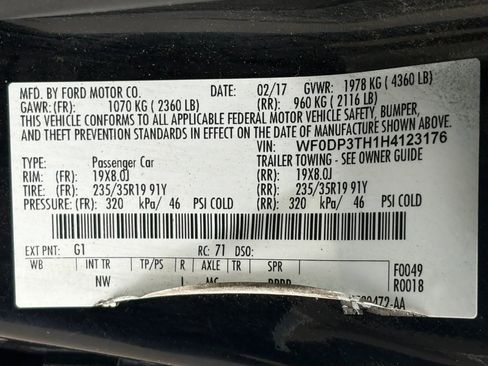 MFD. BY FORD MOTOR CO. DATE: 02/17 GVWR: 1978 KG ( 4360 LB)
GAWR: (FR): 1070 KG ( 2360 LB) (RR): 960 KG ( 2116 LB)
THIS VEHICLE CONFORMS TO ALL APPLICABLE FEDERAL MOTOR VEHICLE SAFETY, BUMPER,
AND THEFT PREVENTION STANDARDS IN EFFECT ON THE DATE OF MANUFACTURE SHOWN ABOVE.
VIN: WF0DP3TH1H4123176
TYPE: Passenger Car TRAILER TOWING - SEE OWNER GUIDE
RIM: (FR) 19X8.0J (RR) 19X8.0J
TIRE: (FR) 235/35R19 91Y (RR) 235/35R19 91Y
PRESSURE: (FR) 320 kPa/ 46 PSI COLD (RR) 320 kPa/ 46 PSI COLD
EXT PNT: G1 RC: 71 DSO:
WB INT TR TP/PS R AXLE TR SPR F0049
NW R0018